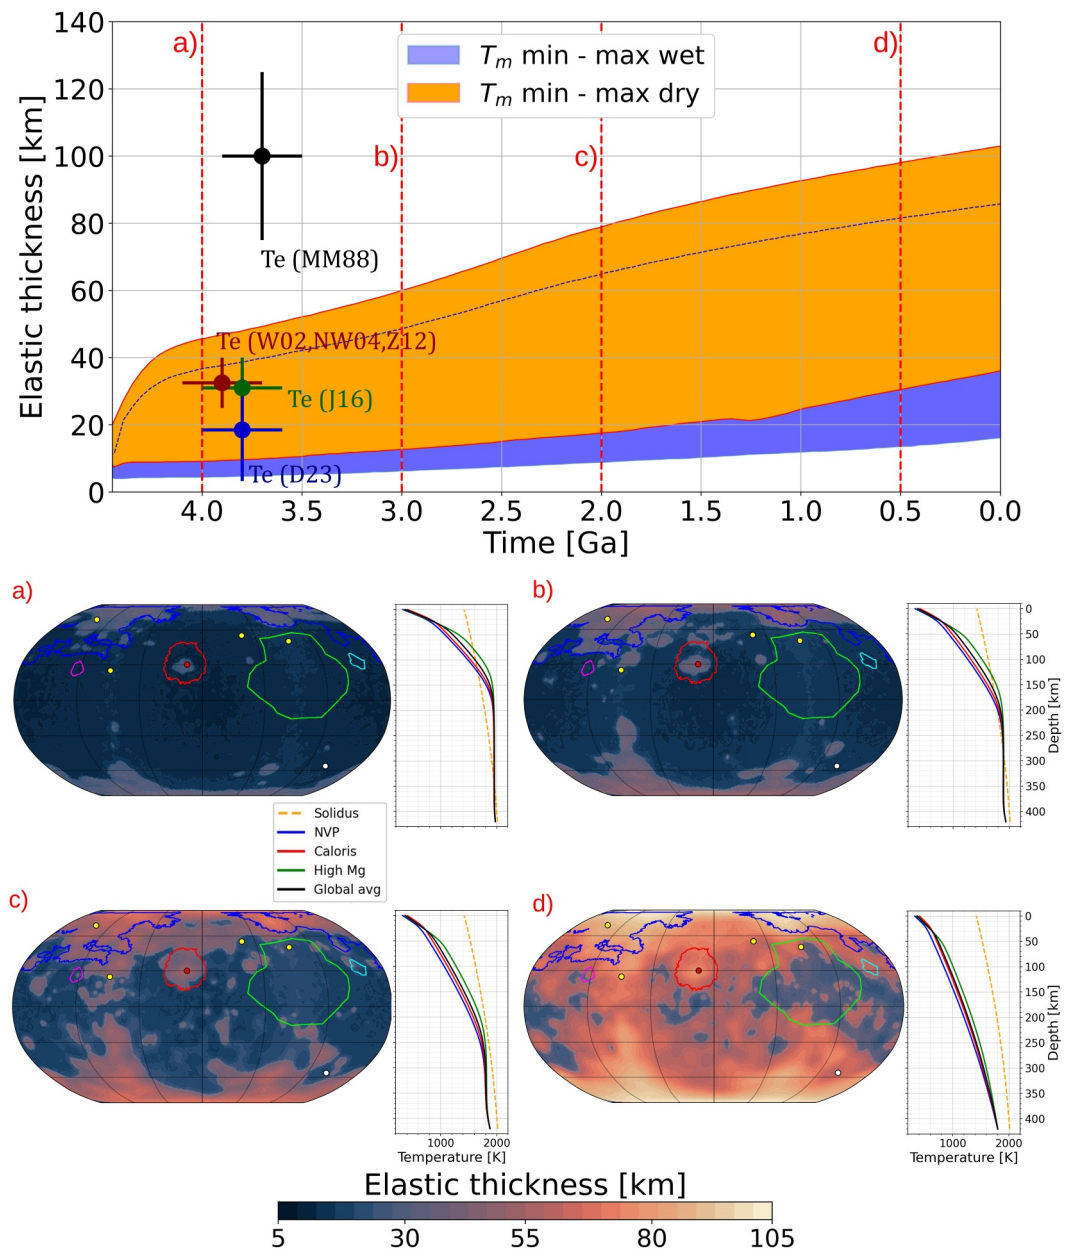 140
120
100
80
60
40
20
0
Elastic thickness [km]
a)
b)
c)
d)
Tm min - max wet
Tm min - max dry
Te (MM88)
Te (W02,NW04,Z12)
Te (J16)
Te (D23)
4.0 3.5 3.0 2.5 2.0 1.5 1.0 0.5 0.0
Time [Ga]
a)
b)
0
50
100
150
200
250
300
350
400
Depth [km]
Solidus
NVP
Caloris
High Mg
Global avg
c)
1000 2000
Temperature [K]
d)
0
50
100
150
200
250
300
350
400
Depth [km]
1000 2000
Temperature [K]
Elastic thickness [km]
5 30 55 80 105